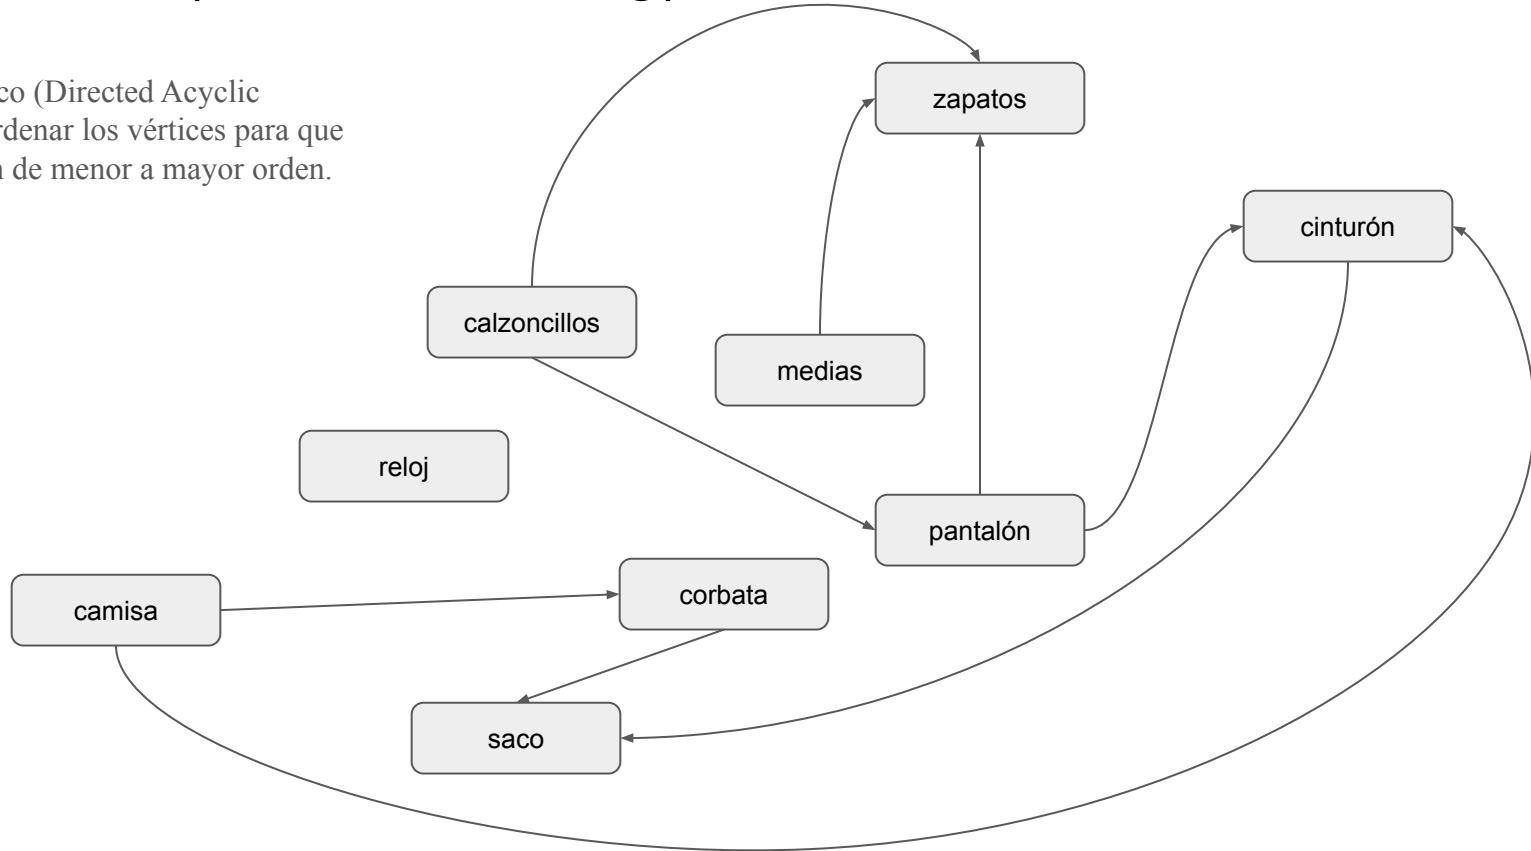 co (Directed Acyclic
rdenar los vértices para que
de menor a mayor orden.
zapatos
cinturón
calzoncillos
medias
reloj
pantalón
corbata
camisa
saco